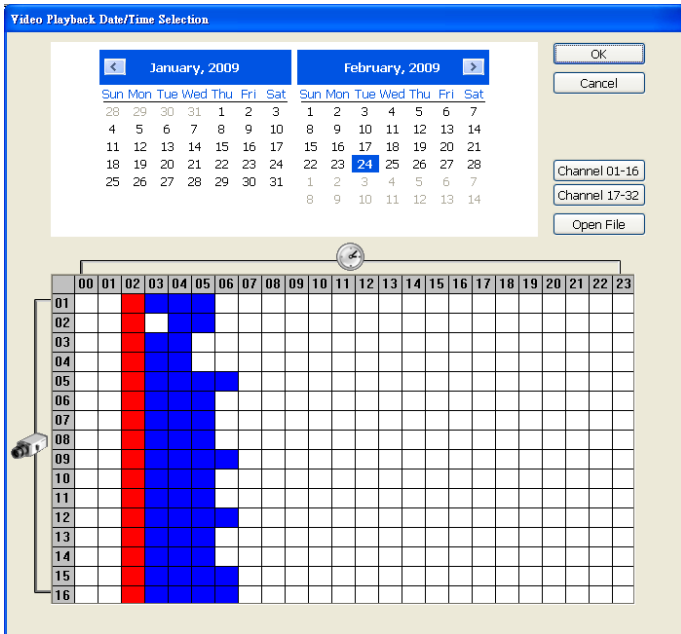 Video Playback Date/Time Selection
January, 2009
February, 2009
OK
Cancel
Sun Mon Tue Wed Thu Fri Sat
Sun Mon Tue Wed Thu Fri Sat
28 29 30 31 1 2 3
1 2 3 4 5 6 7
4 5 6 7 8 9 10
8 9 10 11 12 13 14
11 12 13 14 15 16 17
15 16 17 18 19 20 21
18 19 20 21 22 23 24
22 23 24 25 26 27 28
25 26 27 28 29 30 31
1 2 3 4 5 6 7
8 9 10 11 12 13 14
Channel 01-16
Channel 17-32
Open File
00 01 02 03 04 05 06 07 08 09 10 11 12 13 14 15 16 17 18 19 20 21 22 23
01
02
03
04
05
06
07
08
09
10
11
12
13
14
15
16